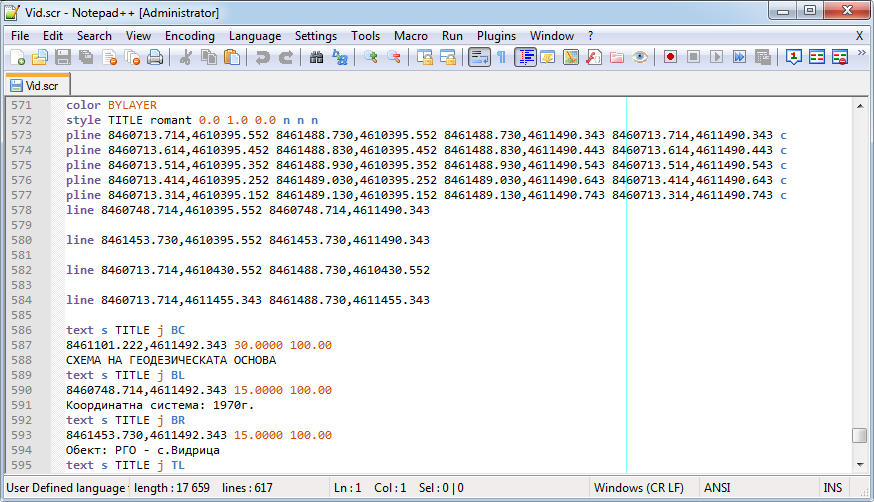 Vid.scr - Notepad++ [Administrator]
File Edit Search View Encoding Language Settings Tools Macro Run Plugins Window ? X
Vid.scr
571 color BYLAYER
572 style TITLE romant 0.0 1.0 0.0 n n n
573 pline 8460713.714,4610395.552 8461488.730,4610395.552 8461488.730,4611490.343 8460713.714,4611490.343 c
574 pline 8460713.614,4610395.452 8461488.830,4610395.452 8461488.830,4611490.443 8460713.614,4611490.443 c
575 pline 8460713.514,4610395.352 8461488.930,4610395.352 8461488.930,4611490.543 8460713.514,4611490.543 c
576 pline 8460713.414,4610395.252 8461489.030,4610395.252 8461489.030,4611490.643 8460713.414,4611490.643 c
577 pline 8460713.314,4610395.152 8461489.130,4610395.152 8461489.130,4611490.743 8460713.314,4611490.743 c
578 line 8460748.714,4610395.552 8460748.714,4611490.343
579
580 line 8461453.730,4610395.552 8461453.730,4611490.343
581
582 line 8460713.714,4610430.552 8461488.730,4610430.552
583
584 line 8460713.714,4611455.343 8461488.730,4611455.343
585
586 text s TITLE j BC
587 8461101.222,4611492.343 30.0000 100.00
588 СХЕМА НА ГЕОДЕЗИЧЕСКАТА ОСНОВА
589 text s TITLE j BL
590 8460748.714,4611492.343 15.0000 100.00
591 Координатна система: 1970г.
592 text s TITLE j BR
593 8461453.730,4611492.343 15.0000 100.00
594 Обект: РГО - с.Видрица
595 text s TITLE j TL
User Defined language length : 17 659 lines : 617 Ln : 1 Col : 1 Sel : 0 | 0 Windows (CR LF) ANSI INS